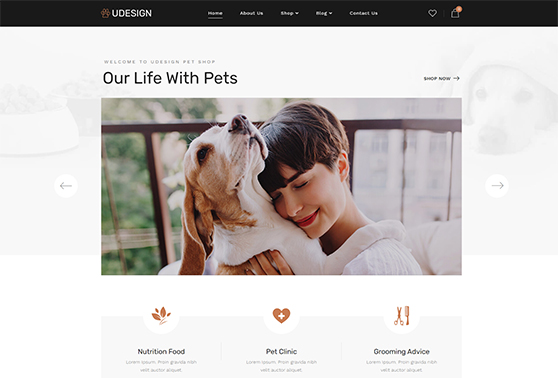 UDESIGN
Home About Us Shop Blog Contact Us
WELCOME TO UDESIGN PET SHOP
Our Life With Pets
SHOP NOW
Nutrition Food Pet Clinic Grooming Advice
Lorem ipsum. Proin gravida nibh Lorem ipsum. Proin gravida nibh Lorem ipsum. Proin gravida nibh
velit auctor aliquet velit auctor aliquet velit auctor aliquet